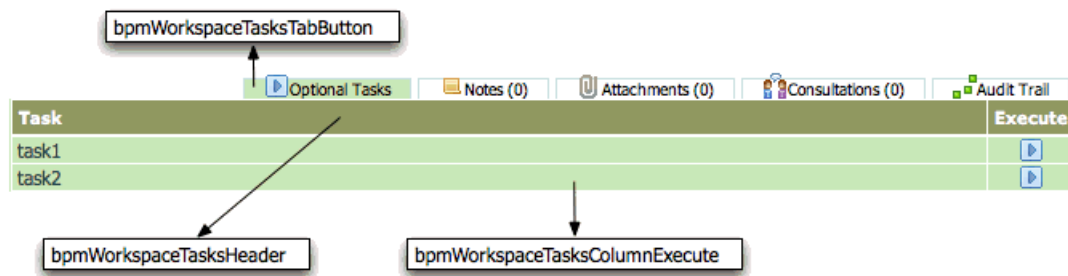 bpmWorkspaceTasksTabButton
Optional Tasks Notes (0) Attachments (0) Consultations (0) Audit Trail
Task Execute
task1
task2
bpmWorkspaceTasksHeader bpmWorkspaceTasksColumnExecute